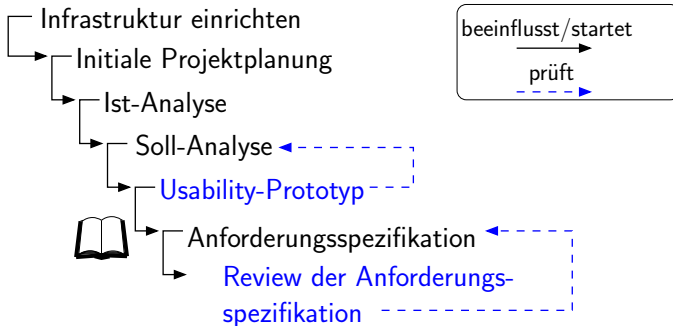 Infrastruktur einrichten
beeinflusst/startet
Initiale Projektplanung
prüft
Ist-Analyse
Soll-Analyse
Usability-Prototyp
Anforderungsspezifikation
Review der Anforderungs-
spezifikation